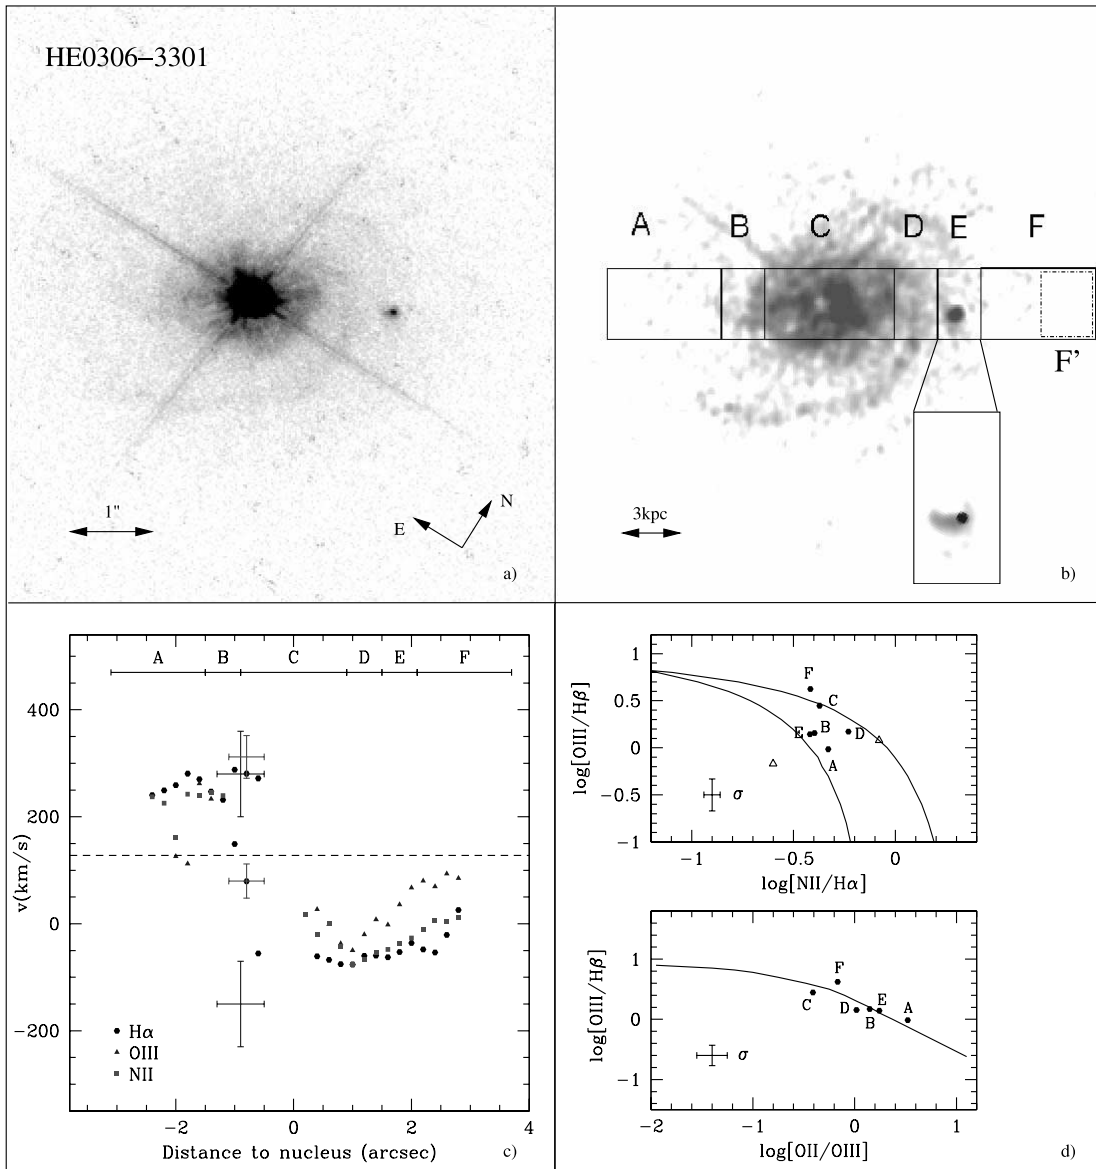 HE0306−3301
1"
N
E
a)
A B C D E F
F'
3kpc
b)
A B C D E F
400
200
0
−200
v(km/s)
Hα
OIII
NII
−2 0 2 4
Distance to nucleus (arcsec)
c)
1
0.5
0
−0.5
−1
log[OIII/Hβ]
F
C
E
B
D
A
σ
−1 −0.5 0
log[NII/Hα]
1
0
−1
log[OIII/Hβ]
F
C
D
B
E
A
σ
−2 −1 0 1
log[OII/OIII]
d)